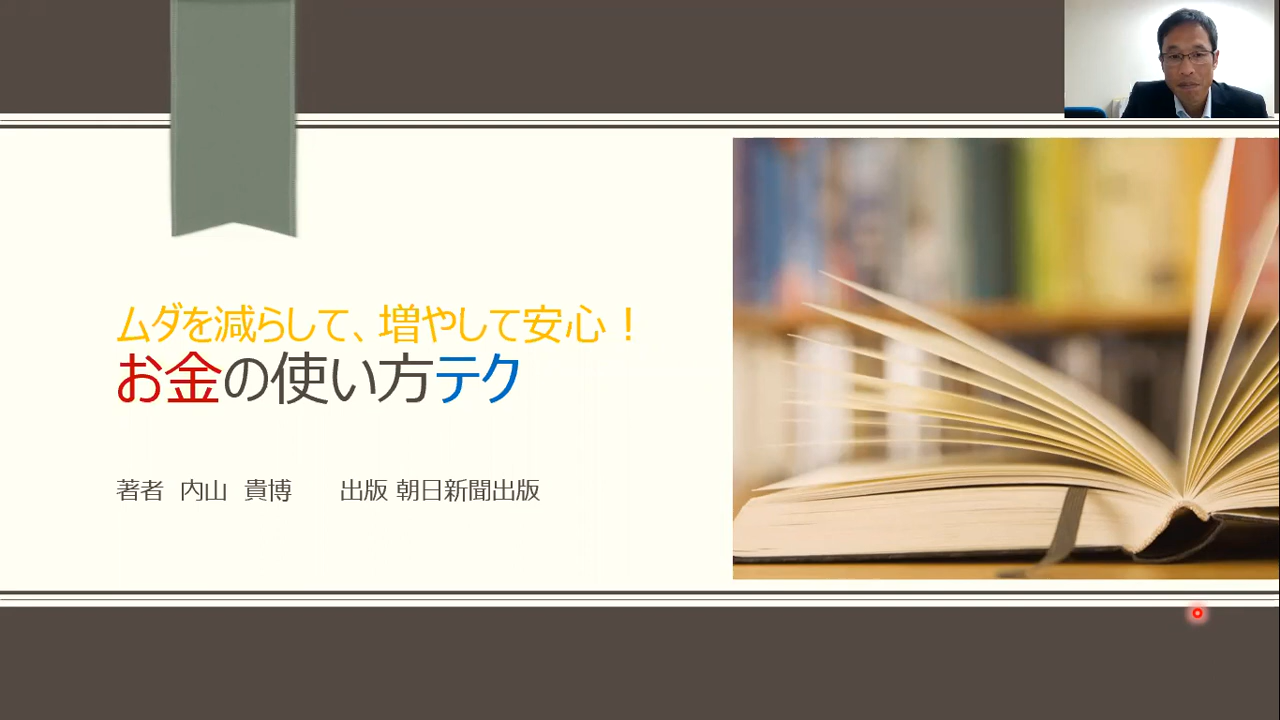 ムダを減らして、増やして安心！
お金の使い方テク
著者　内山　貴博　　出版 朝日新聞出版